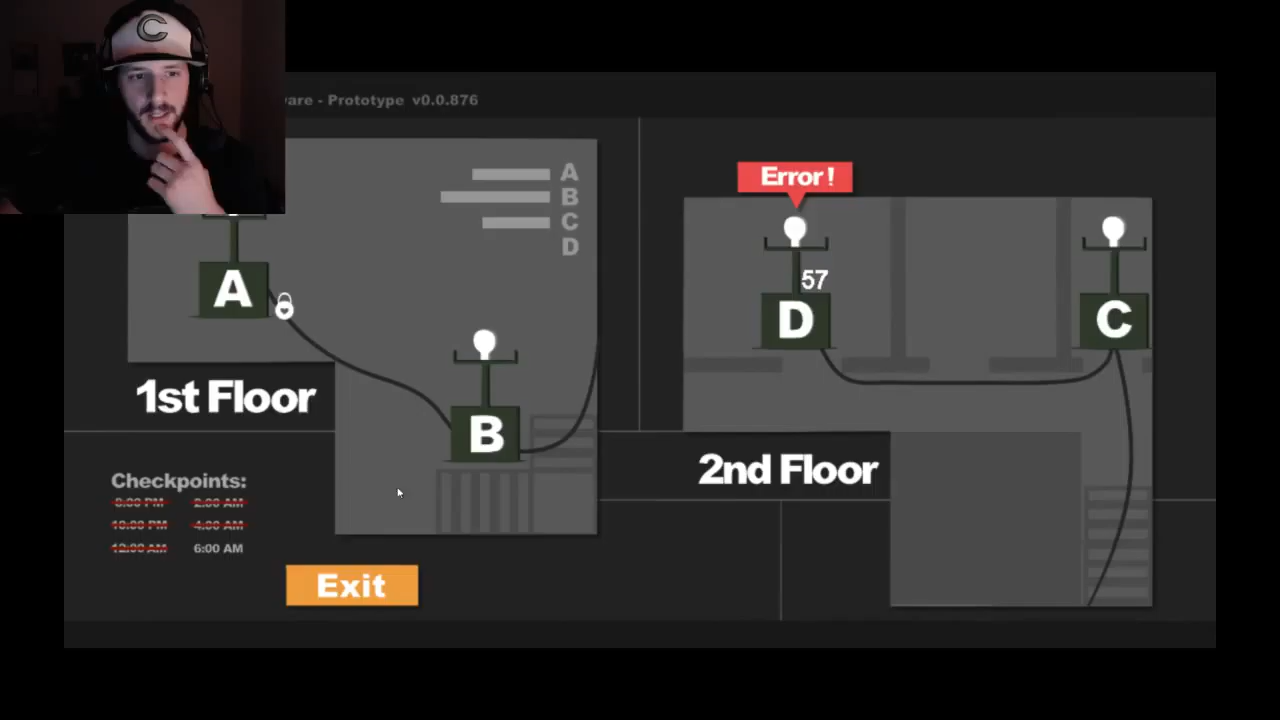 C
are - Prototype v0.0.876
A
B
C
D
A
B
1st Floor
Checkpoints:
8:00 PM 2:00 AM
10:00 PM 4:00 AM
12:00 AM 6:00 AM
Exit
Error!
57
D
C
2nd Floor